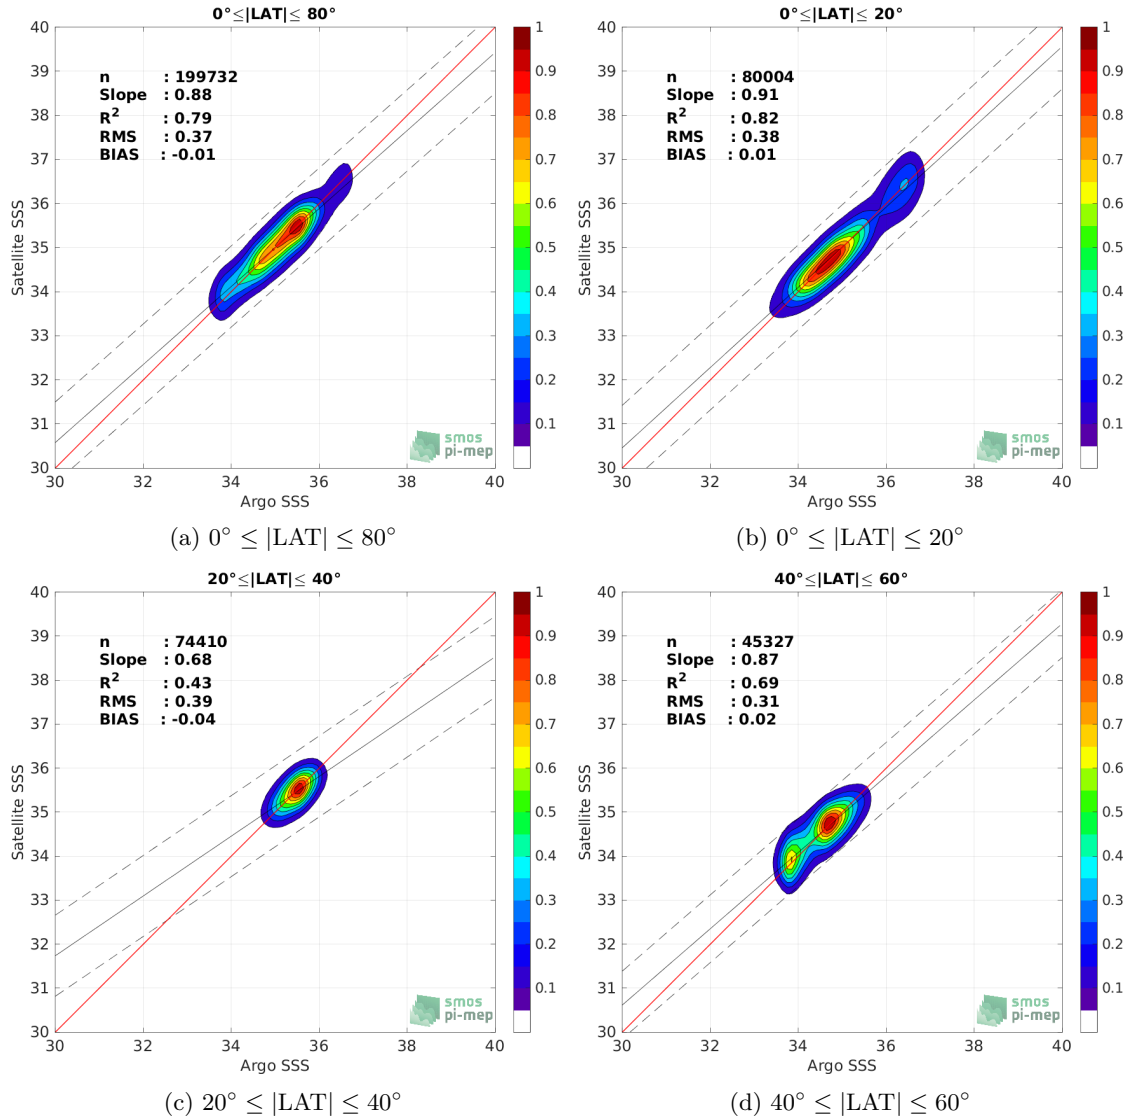 0°≤|LAT|≤ 80°
n : 199732
Slope : 0.88
R² : 0.79
RMS : 0.37
BIAS : -0.01
Satellite SSS
40
39
38
37
36
35
34
33
32
31
30
30 32 34 36 38 40
Argo SSS
1
0.9
0.8
0.7
0.6
0.5
0.4
0.3
0.2
0.1
smos
pi-mep
(a) 0° ≤ |LAT| ≤ 80°
0°≤|LAT|≤ 20°
n : 80004
Slope : 0.91
R² : 0.82
RMS : 0.38
BIAS : 0.01
Satellite SSS
40
39
38
37
36
35
34
33
32
31
30
30 32 34 36 38 40
Argo SSS
1
0.9
0.8
0.7
0.6
0.5
0.4
0.3
0.2
0.1
smos
pi-mep
(b) 0° ≤ |LAT| ≤ 20°
20°≤|LAT|≤ 40°
n : 74410
Slope : 0.68
R² : 0.43
RMS : 0.39
BIAS : -0.04
Satellite SSS
40
39
38
37
36
35
34
33
32
31
30
30 32 34 36 38 40
Argo SSS
1
0.9
0.8
0.7
0.6
0.5
0.4
0.3
0.2
0.1
smos
pi-mep
(c) 20° ≤ |LAT| ≤ 40°
40°≤|LAT|≤ 60°
n : 45327
Slope : 0.87
R² : 0.69
RMS : 0.31
BIAS : 0.02
Satellite SSS
40
39
38
37
36
35
34
33
32
31
30
30 32 34 36 38 40
Argo SSS
1
0.9
0.8
0.7
0.6
0.5
0.4
0.3
0.2
0.1
smos
pi-mep
(d) 40° ≤ |LAT| ≤ 60°